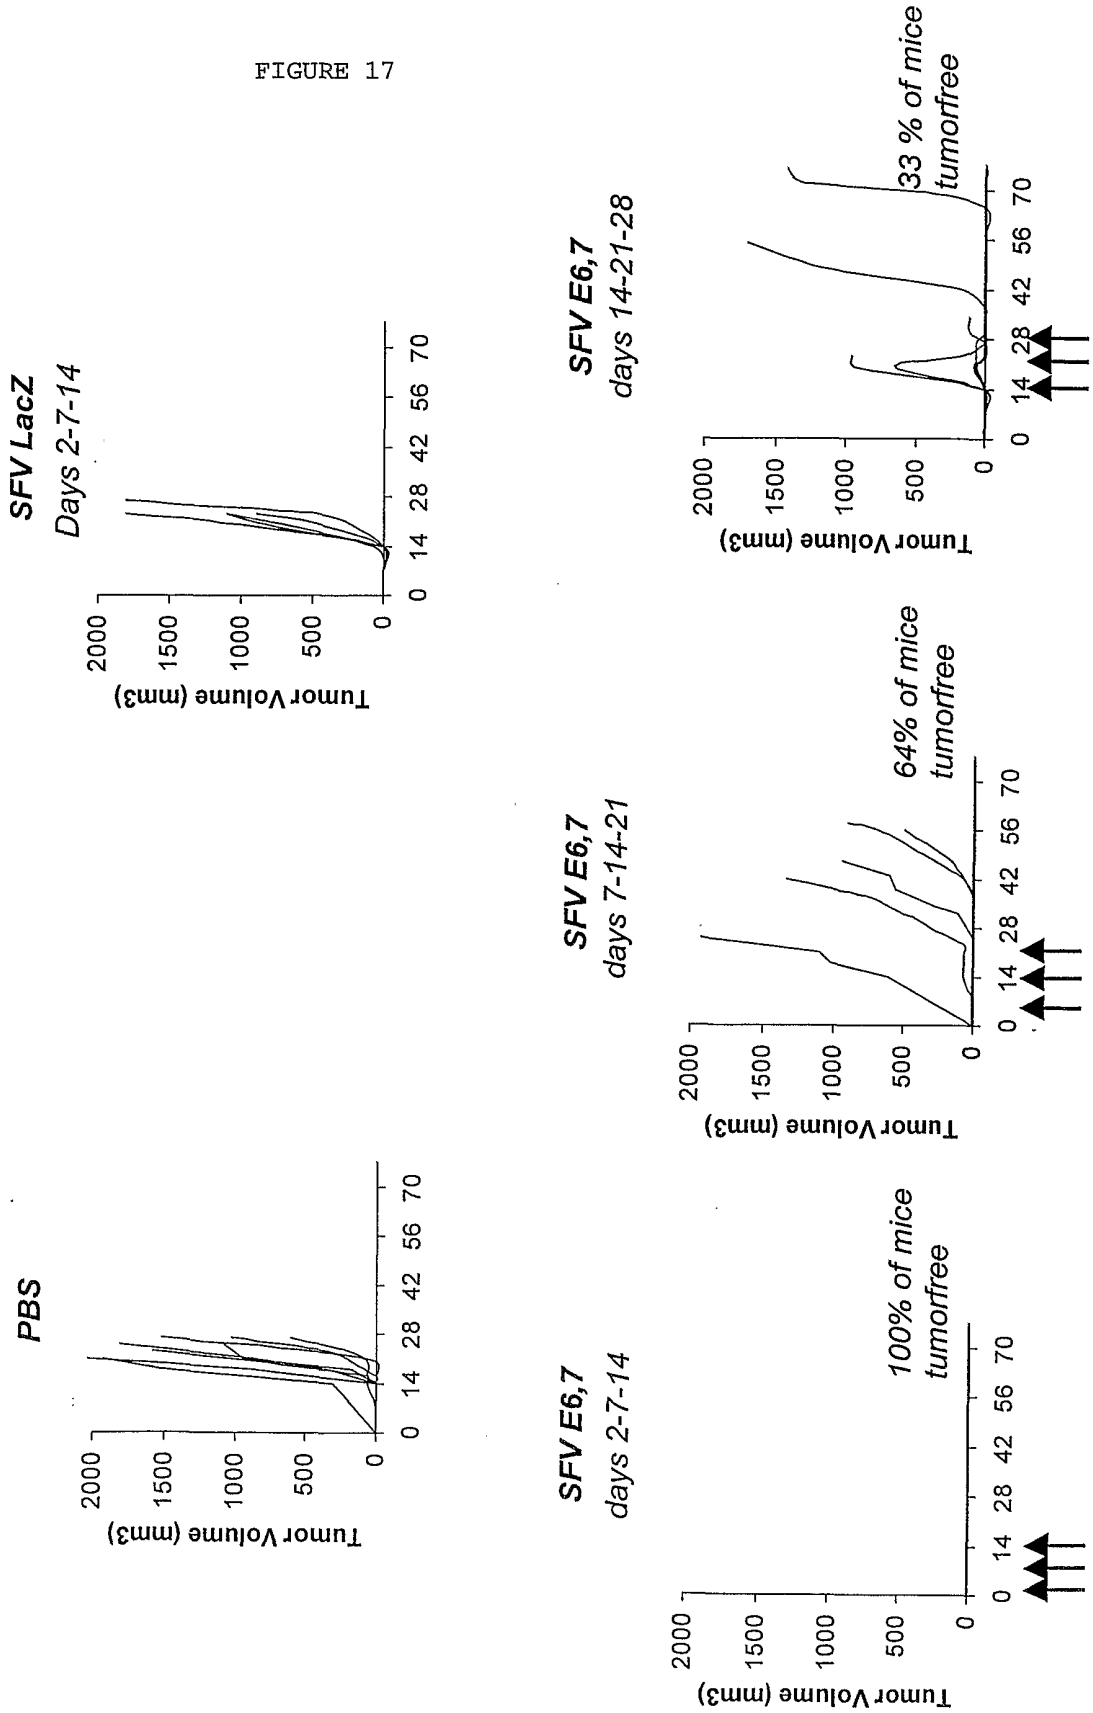 FIGURE 17
PBS
Tumor Volume (mm3)
2000
1500
1000
500
0
0 14 28 42 56 70
SFV LacZ
Days 2-7-14
Tumor Volume (mm3)
2000
1500
1000
500
0
0 14 28 42 56 70
SFV E6,7
days 2-7-14
Tumor Volume (mm3)
2000
1500
1000
500
0
0 14 28 42 56 70
100% of mice
tumorfree
SFV E6,7
days 7-14-21
Tumor Volume (mm3)
2000
1500
1000
500
0
0 14 28 42 56 70
64% of mice
tumorfree
SFV E6,7
days 14-21-28
Tumor Volume (mm3)
2000
1500
1000
500
0
0 14 28 42 56 70
33 % of mice
tumorfree